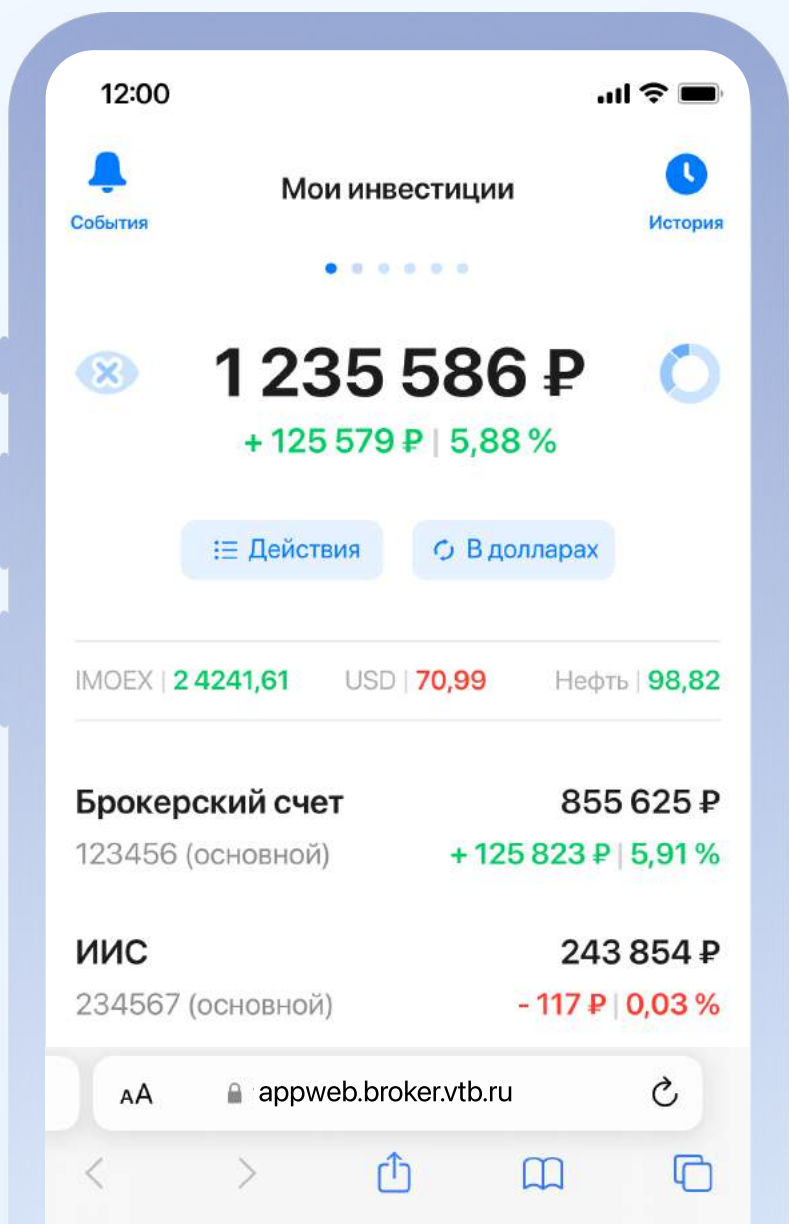 12:00
Мои инвестиции
События
История
1 235 586 ₽
+ 125 579 ₽ | 5,88 %
Действия
В долларах
IMOEX | 2 4241,61 USD | 70,99 Нефть | 98,82
Брокерский счет 855 625 ₽
123456 (основной) + 125 823 ₽ | 5,91 %
ИИС 243 854 ₽
234567 (основной) - 117 ₽ | 0,03 %
AA appweb.broker.vtb.ru